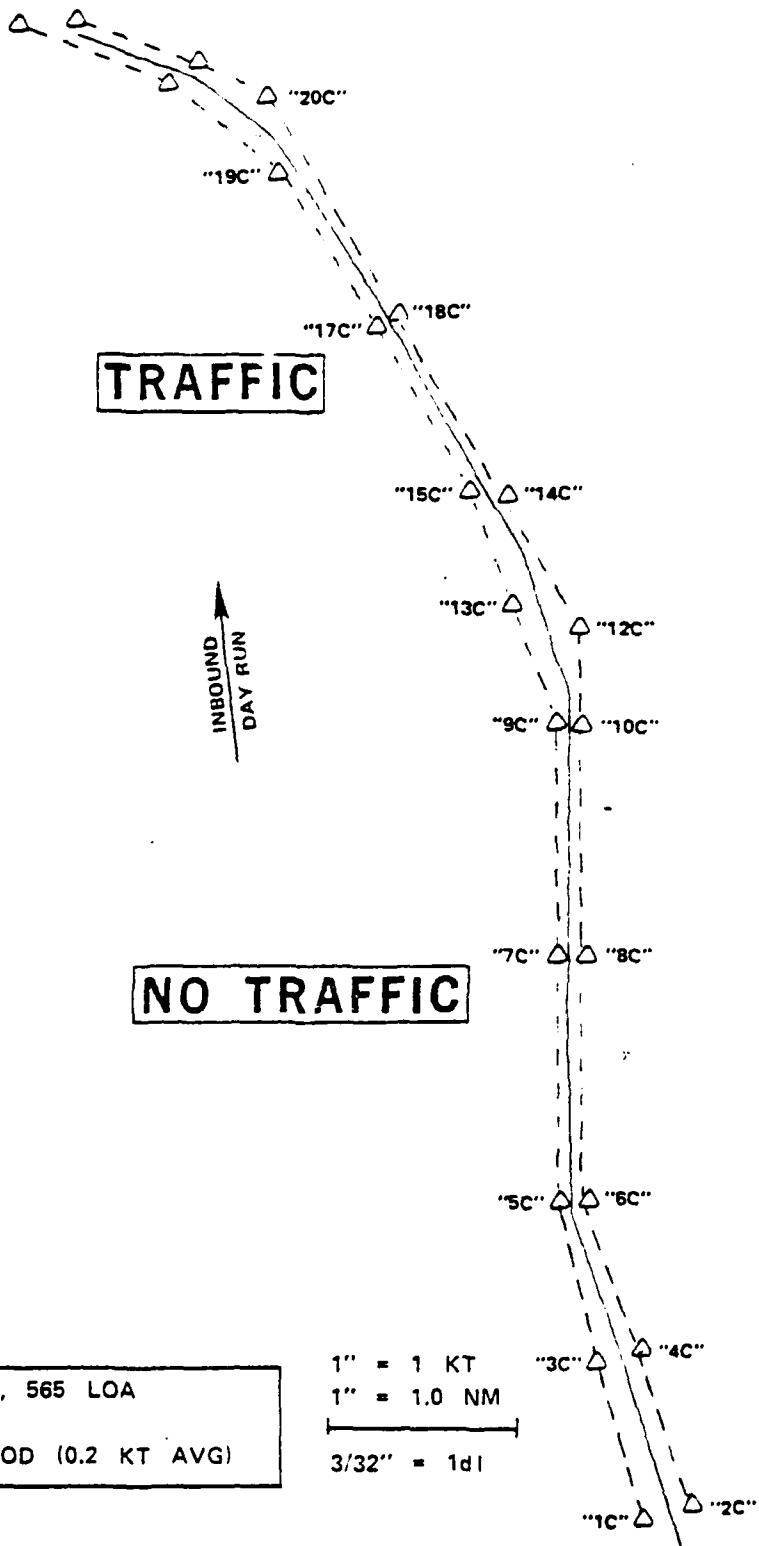 "20C"
"19C"
"18C"
"17C"
TRAFFIC
"15C" "14C"
"13C"
"12C"
INBOUND
DAY RUN
"9C" "10C"
"7C" "8C"
NO TRAFFIC
"5C" "6C"
"4C"
"3C"
, 565 LOA
OD (0.2 KT AVG)
1" = 1 KT
1" = 1.0 NM
3/32" = 1dl
"2C"
"1C"